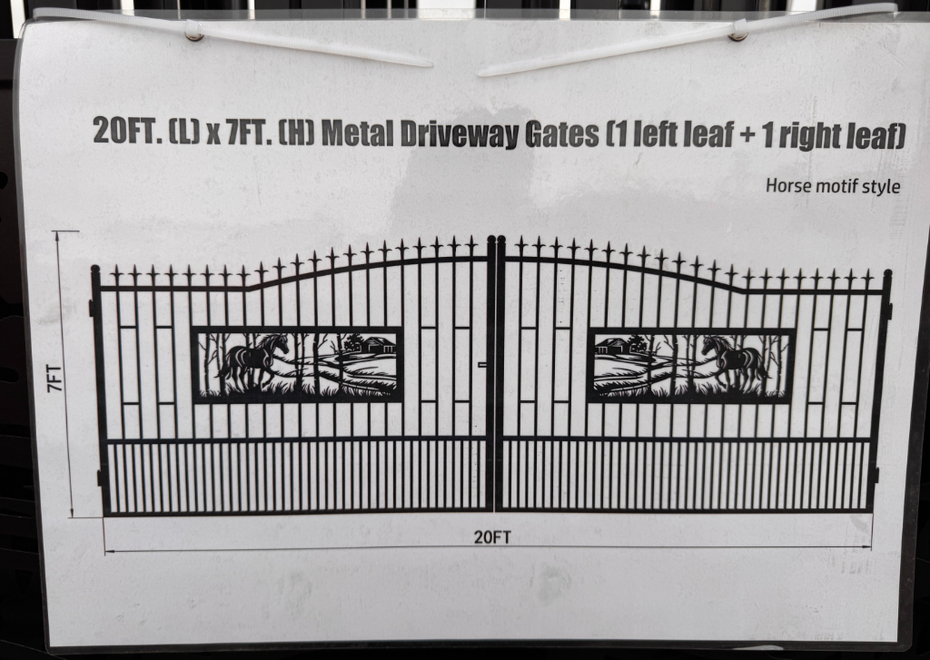 20FT. (L) x 7FT. (H) Metal Driveway Gates (1 left leaf + 1 right leaf)
Horse motif style
7FT
20FT